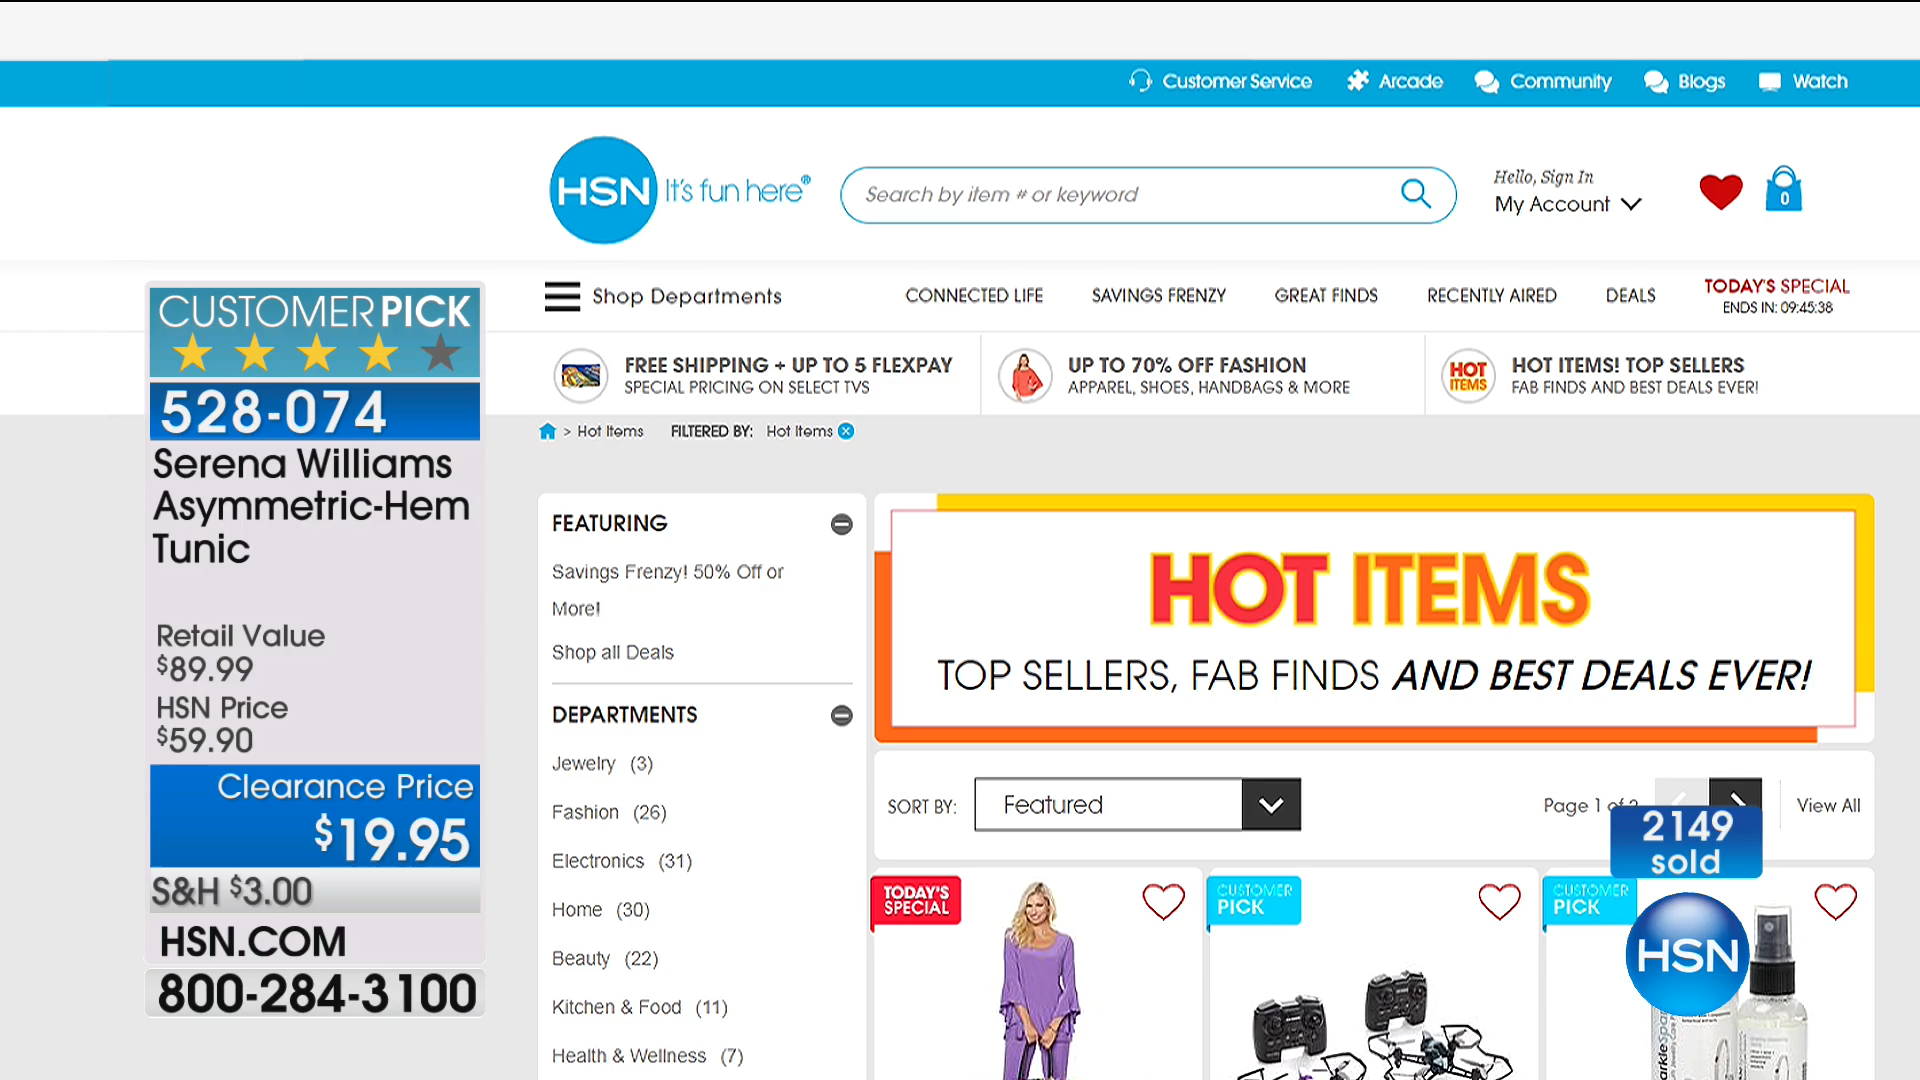 Customer Service
Arcade
Community
Blogs
Watch
HSN It's fun here®
Search by item # or keyword
Hello, Sign In
My Account
0
Shop Departments
CONNECTED LIFE
SAVINGS FRENZY
GREAT FINDS
RECENTLY AIRED
DEALS
TODAY'S SPECIAL
ENDS IN: 09:45:38
FREE SHIPPING + UP TO 5 FLEXPAY
SPECIAL PRICING ON SELECT TVS
UP TO 70% OFF FASHION
APPAREL, SHOES, HANDBAGS & MORE
HOT
ITEMS
HOT ITEMS! TOP SELLERS
FAB FINDS AND BEST DEALS EVER!
> Hot Items
FILTERED BY: Hot Items
CUSTOMER PICK
528-074
Serena Williams
Asymmetric-Hem
Tunic
Retail Value
$89.99
HSN Price
$59.90
Clearance Price
$19.95
S&H $3.00
HSN.COM
800-284-3100
FEATURING
Savings Frenzy! 50% Off or
More!
Shop all Deals
DEPARTMENTS
Jewelry (3)
Fashion (26)
Electronics (31)
Home (30)
Beauty (22)
Kitchen & Food (11)
Health & Wellness (7)
HOT ITEMS
TOP SELLERS, FAB FINDS AND BEST DEALS EVER!
SORT BY:
Featured
Page 1 of
View All
2149
sold
TODAY'S
SPECIAL
CUSTOMER
PICK
CUSTOMER
PICK
HSN